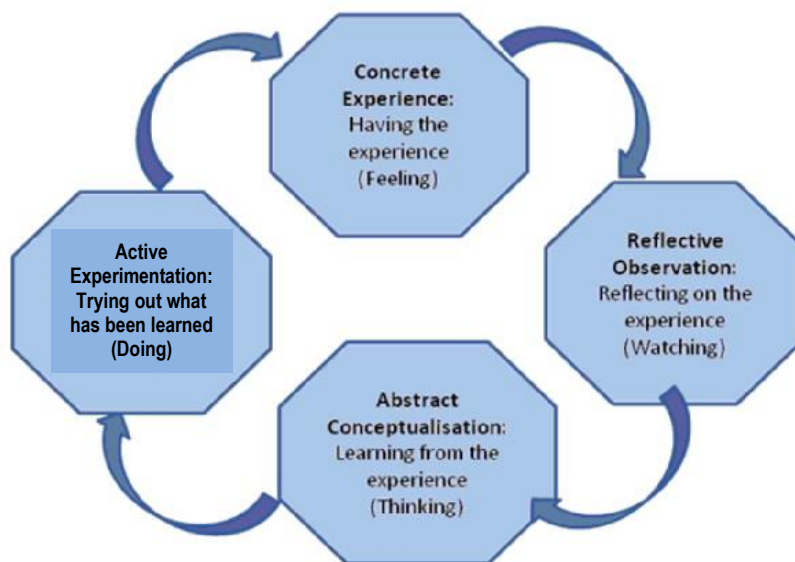 Concrete
Experience:
Having the
experience
(Feeling)
Reflective
Observation:
Reflecting on the
experience
(Watching)
Abstract
Conceptualisation:
Learning from the
experience
(Thinking)
Active
Experimentation:
Trying out what
has been learned
(Doing)